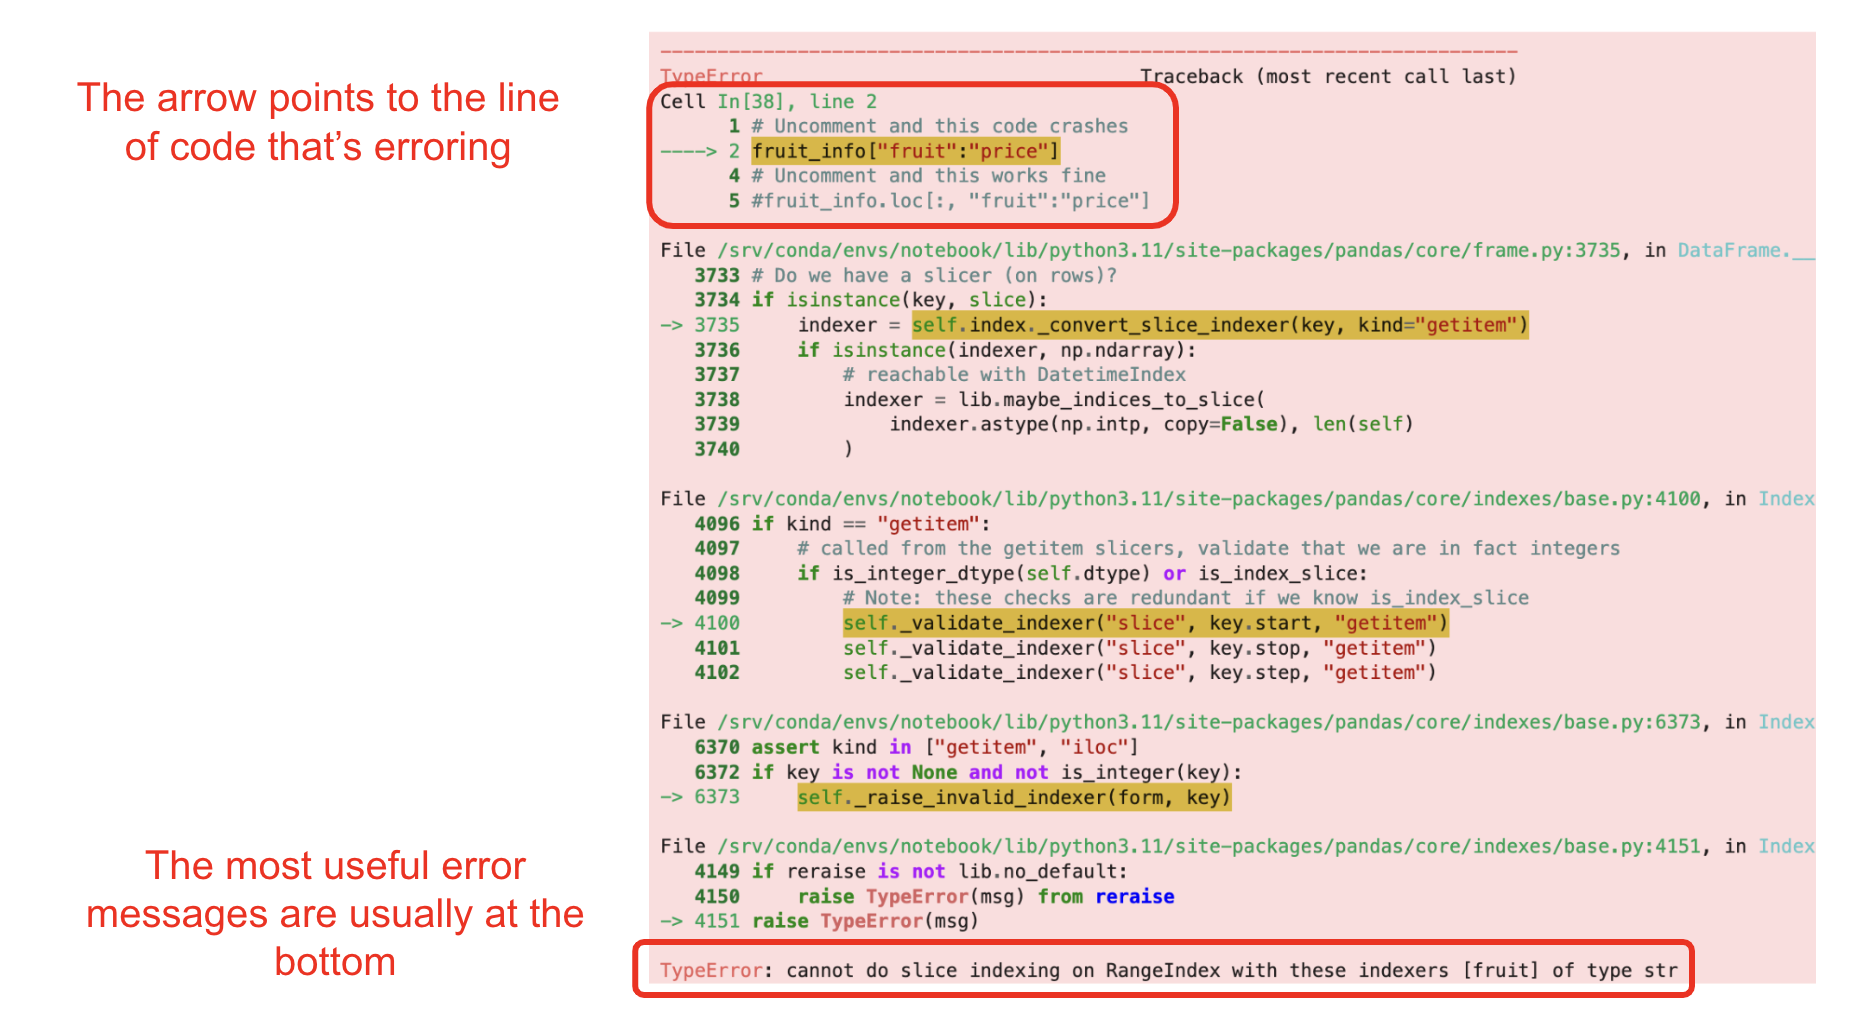 The arrow points to the line
of code that’s erroring
---------------------------------------------------------------------------
TypeError Traceback (most recent call last)
Cell In[38], line 2
1 # Uncomment and this code crashes
----> 2 fruit_info["fruit":"price"]
4 # Uncomment and this works fine
5 #fruit_info.loc[:, "fruit":"price"]
File /srv/conda/envs/notebook/lib/python3.11/site-packages/pandas/core/frame.py:3735, in DataFrame.__
3733 # Do we have a slicer (on rows)?
3734 if isinstance(key, slice):
-> 3735 indexer = self.index._convert_slice_indexer(key, kind="getitem")
3736 if isinstance(indexer, np.ndarray):
3737 # reachable with DatetimeIndex
3738 indexer = lib.maybe_indices_to_slice(
3739 indexer.astype(np.intp, copy=False), len(self)
3740 )
File /srv/conda/envs/notebook/lib/python3.11/site-packages/pandas/core/indexes/base.py:4100, in Index
4096 if kind == "getitem":
4097 # called from the getitem slicers, validate that we are in fact integers
4098 if is_integer_dtype(self.dtype) or is_index_slice:
4099 # Note: these checks are redundant if we know is_index_slice
-> 4100 self._validate_indexer("slice", key.start, "getitem")
4101 self._validate_indexer("slice", key.stop, "getitem")
4102 self._validate_indexer("slice", key.step, "getitem")
File /srv/conda/envs/notebook/lib/python3.11/site-packages/pandas/core/indexes/base.py:6373, in Index
6370 assert kind in ["getitem", "iloc"]
6372 if key is not None and not is_integer(key):
-> 6373 self._raise_invalid_indexer(form, key)
File /srv/conda/envs/notebook/lib/python3.11/site-packages/pandas/core/indexes/base.py:4151, in Index
4149 if reraise is not lib.no_default:
4150 raise TypeError(msg) from reraise
-> 4151 raise TypeError(msg)
The most useful error
messages are usually at the
bottom
TypeError: cannot do slice indexing on RangeIndex with these indexers [fruit] of type str